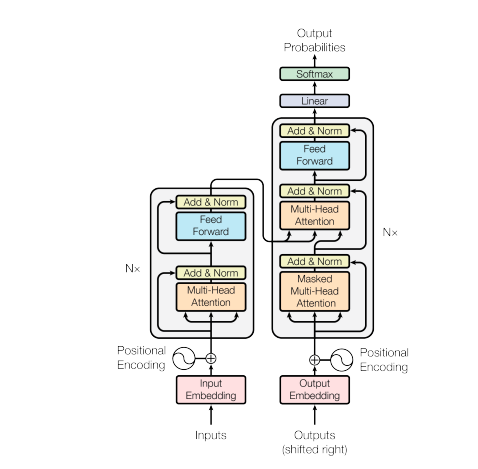 Output
Probabilities
Softmax
Linear
Add & Norm
Feed
Forward
Add & Norm
Multi-Head
Attention
Add & Norm
Masked
Multi-Head
Attention
N×
Add & Norm
Feed
Forward
Add & Norm
Multi-Head
Attention
N×
Positional
Encoding
Positional
Encoding
Input
Embedding
Output
Embedding
Inputs
Outputs
(shifted right)